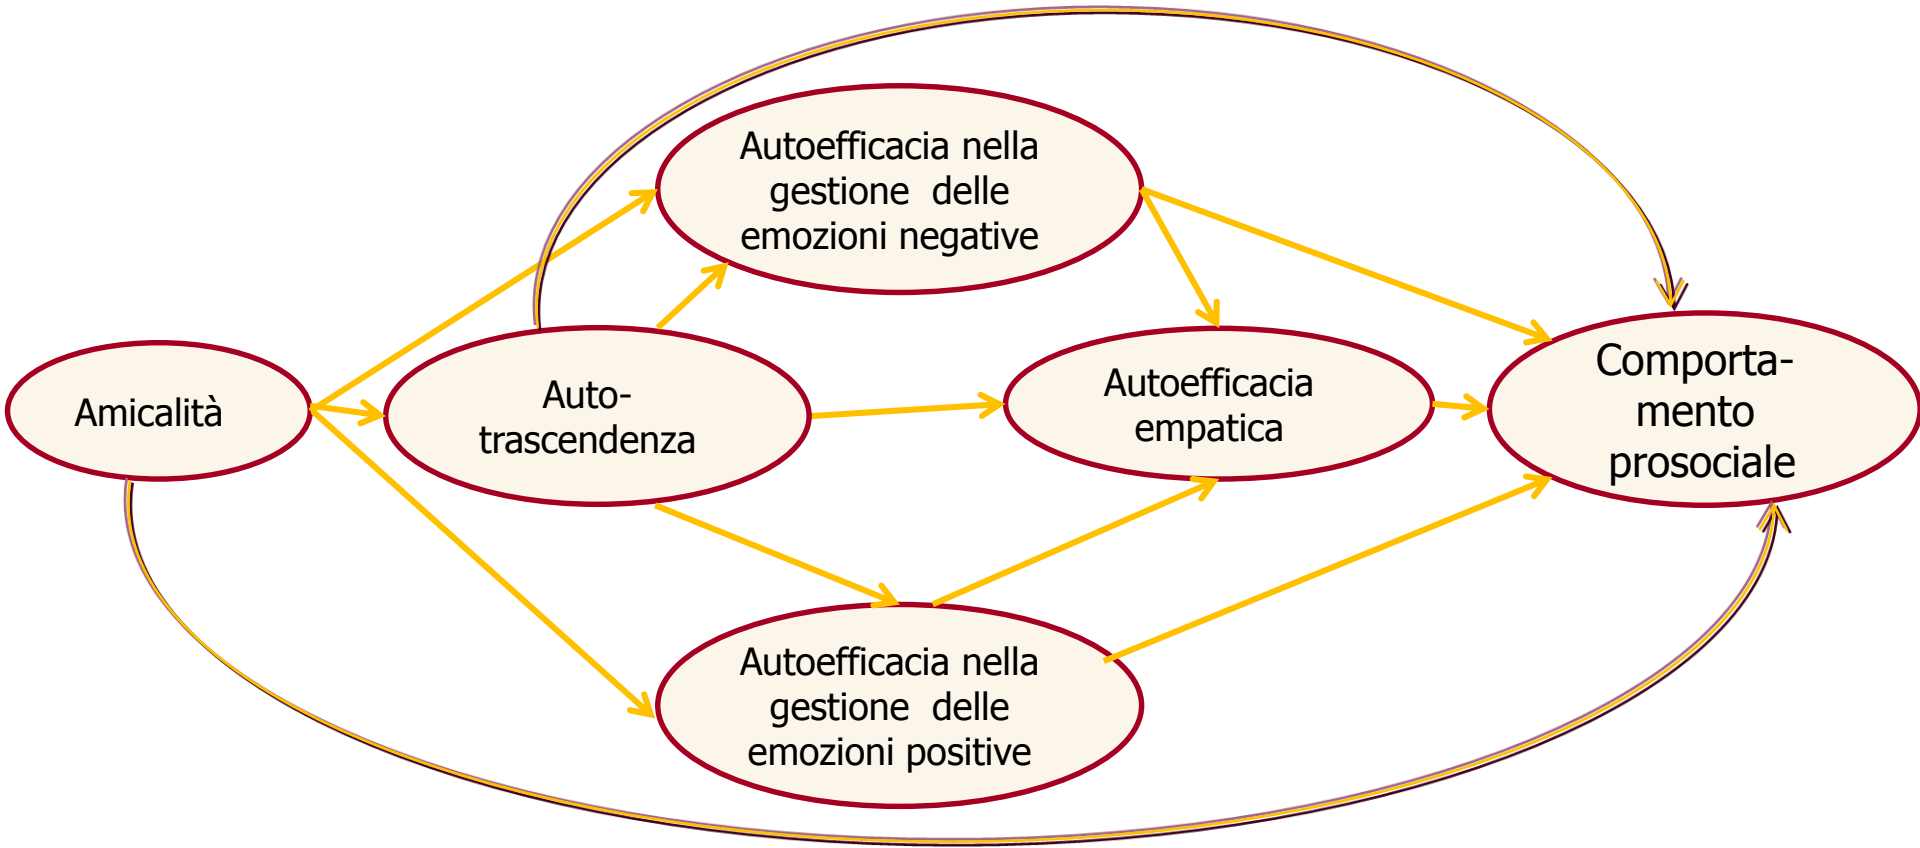 Autoefficacia nella
gestione delle
emozioni negative
Amicalità
Auto-
trascendenza
Autoefficacia
empatica
Comporta-
mento
prosociale
Autoefficacia nella
gestione delle
emozioni positive